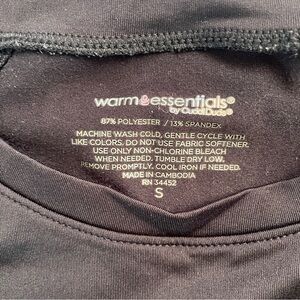 warm essentials®
by CuddlDuds®
87% POLYESTER / 13% SPANDEX
MACHINE WASH COLD, GENTLE CYCLE WITH
LIKE COLORS. DO NOT USE FABRIC SOFTENER.
USE ONLY NON-CHLORINE BLEACH
WHEN NEEDED. TUMBLE DRY LOW.
REMOVE PROMPTLY. COOL IRON IF NEEDED.
MADE IN CAMBODIA
RN 34452
S